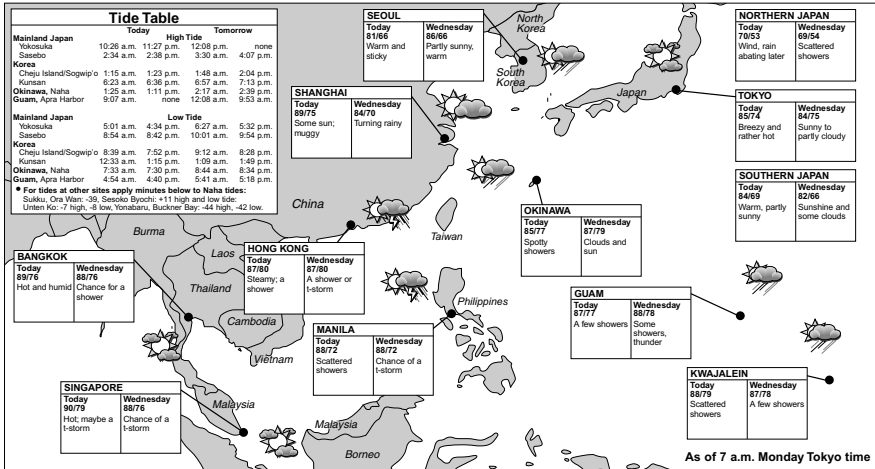 Tide Table
Today Tomorrow
Mainland Japan High Tide
Yokosuka 10:26 a.m. 11:27 p.m. 12:08 p.m. none
Sasebo 2:34 a.m. 2:38 p.m. 3:30 a.m. 4:07 p.m.
Korea
Cheju Island/Sogwip'o 1:15 a.m. 1:23 p.m. 1:48 a.m. 2:04 p.m.
Kunsan 6:23 a.m. 6:36 p.m. 6:57 a.m. 7:13 p.m.
Okinawa, Naha 1:25 a.m. 1:11 p.m. 2:17 a.m. 2:39 p.m.
Guam, Apra Harbor 9:07 a.m. none 12:08 a.m. 9:53 a.m.
Mainland Japan Low Tide
Yokosuka 5:01 a.m. 4:34 p.m. 6:27 a.m. 5:32 p.m.
Sasebo 8:54 a.m. 8:42 p.m. 10:01 a.m. 9:54 p.m.
Korea
Cheju Island/Sogwip'o 8:39 a.m. 7:52 p.m. 9:12 a.m. 8:28 p.m.
Kunsan 12:33 a.m. 1:15 p.m. 1:09 a.m. 1:49 p.m.
Okinawa, Naha 7:33 a.m. 7:30 p.m. 8:44 a.m. 8:34 p.m.
Guam, Apra Harbor 4:54 a.m. 4:40 p.m. 5:41 a.m. 5:18 p.m.
• For tides at other sites apply minutes below to Naha tides:
Sukku, Ora Wan: -39, Sesoko Byochi: +11 high and low tide:
Unten Ko: -7 high, -8 low, Yonabaru, Buckner Bay: -44 high, -42 low.
SEOUL
Today Wednesday
81/66 86/66
Warm and Partly sunny,
sticky warm
North
Korea
South
Korea
NORTHERN JAPAN
Today Wednesday
70/53 69/54
Wind, rain Scattered
abating later showers
Japan
SHANGHAI
Today Wednesday
89/75 84/70
Some sun; Turning rainy
muggy
TOKYO
Today Wednesday
85/74 84/75
Breezy and Sunny to
rather hot partly cloudy
SOUTHERN JAPAN
Today Wednesday
84/69 82/66
Warm, partly Sunshine and
sunny some clouds
China
Taiwan
OKINAWA
Today Wednesday
85/77 87/79
Spotty Clouds and
showers sun
Burma
Laos
Thailand
Cambodia
Vietnam
BANGKOK
Today Wednesday
89/76 88/76
Hot and humid Chance for a
shower
HONG KONG
Today Wednesday
87/80 87/80
Steamy; a A shower or
shower t-storm
Philippines
GUAM
Today Wednesday
87/77 88/78
A few showers Some
showers,
thunder
MANILA
Today Wednesday
88/72 88/72
Scattered Chance of a
showers t-storm
KWAJALEIN
Today Wednesday
88/79 87/78
Scattered A few showers
showers
SINGAPORE
Today Wednesday
90/79 88/76
Hot; maybe a Chance of a
t-storm t-storm
Malaysia
Malaysia
Borneo
As of 7 a.m. Monday Tokyo time